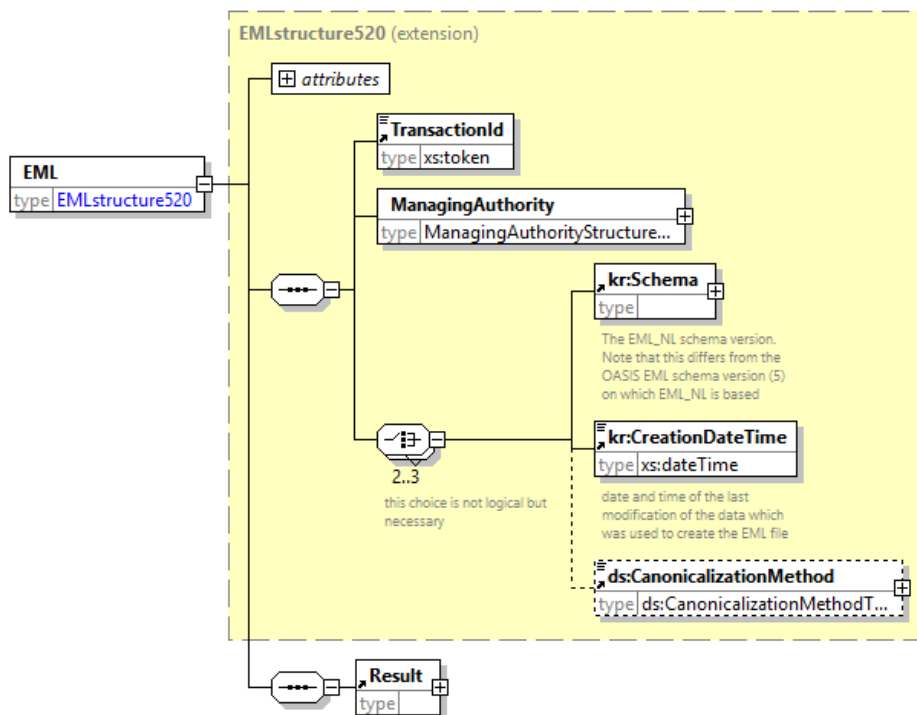 EMLstructure520 (extension)
attributes
TransactionId
type xs:token
EML
type EMLstructure520
ManagingAuthority
type ManagingAuthorityStructure...
kr:Schema
type
The EML_NL schema version.
Note that this differs from the
OASIS EML schema version (5)
on which EML_NL is based
kr:CreationDateTime
type xs:dateTime
2..3
this choice is not logical but
necessary
date and time of the last
modification of the data which
was used to create the EML file
ds:CanonicalizationMethod
type ds:CanonicalizationMethodT...
Result
type